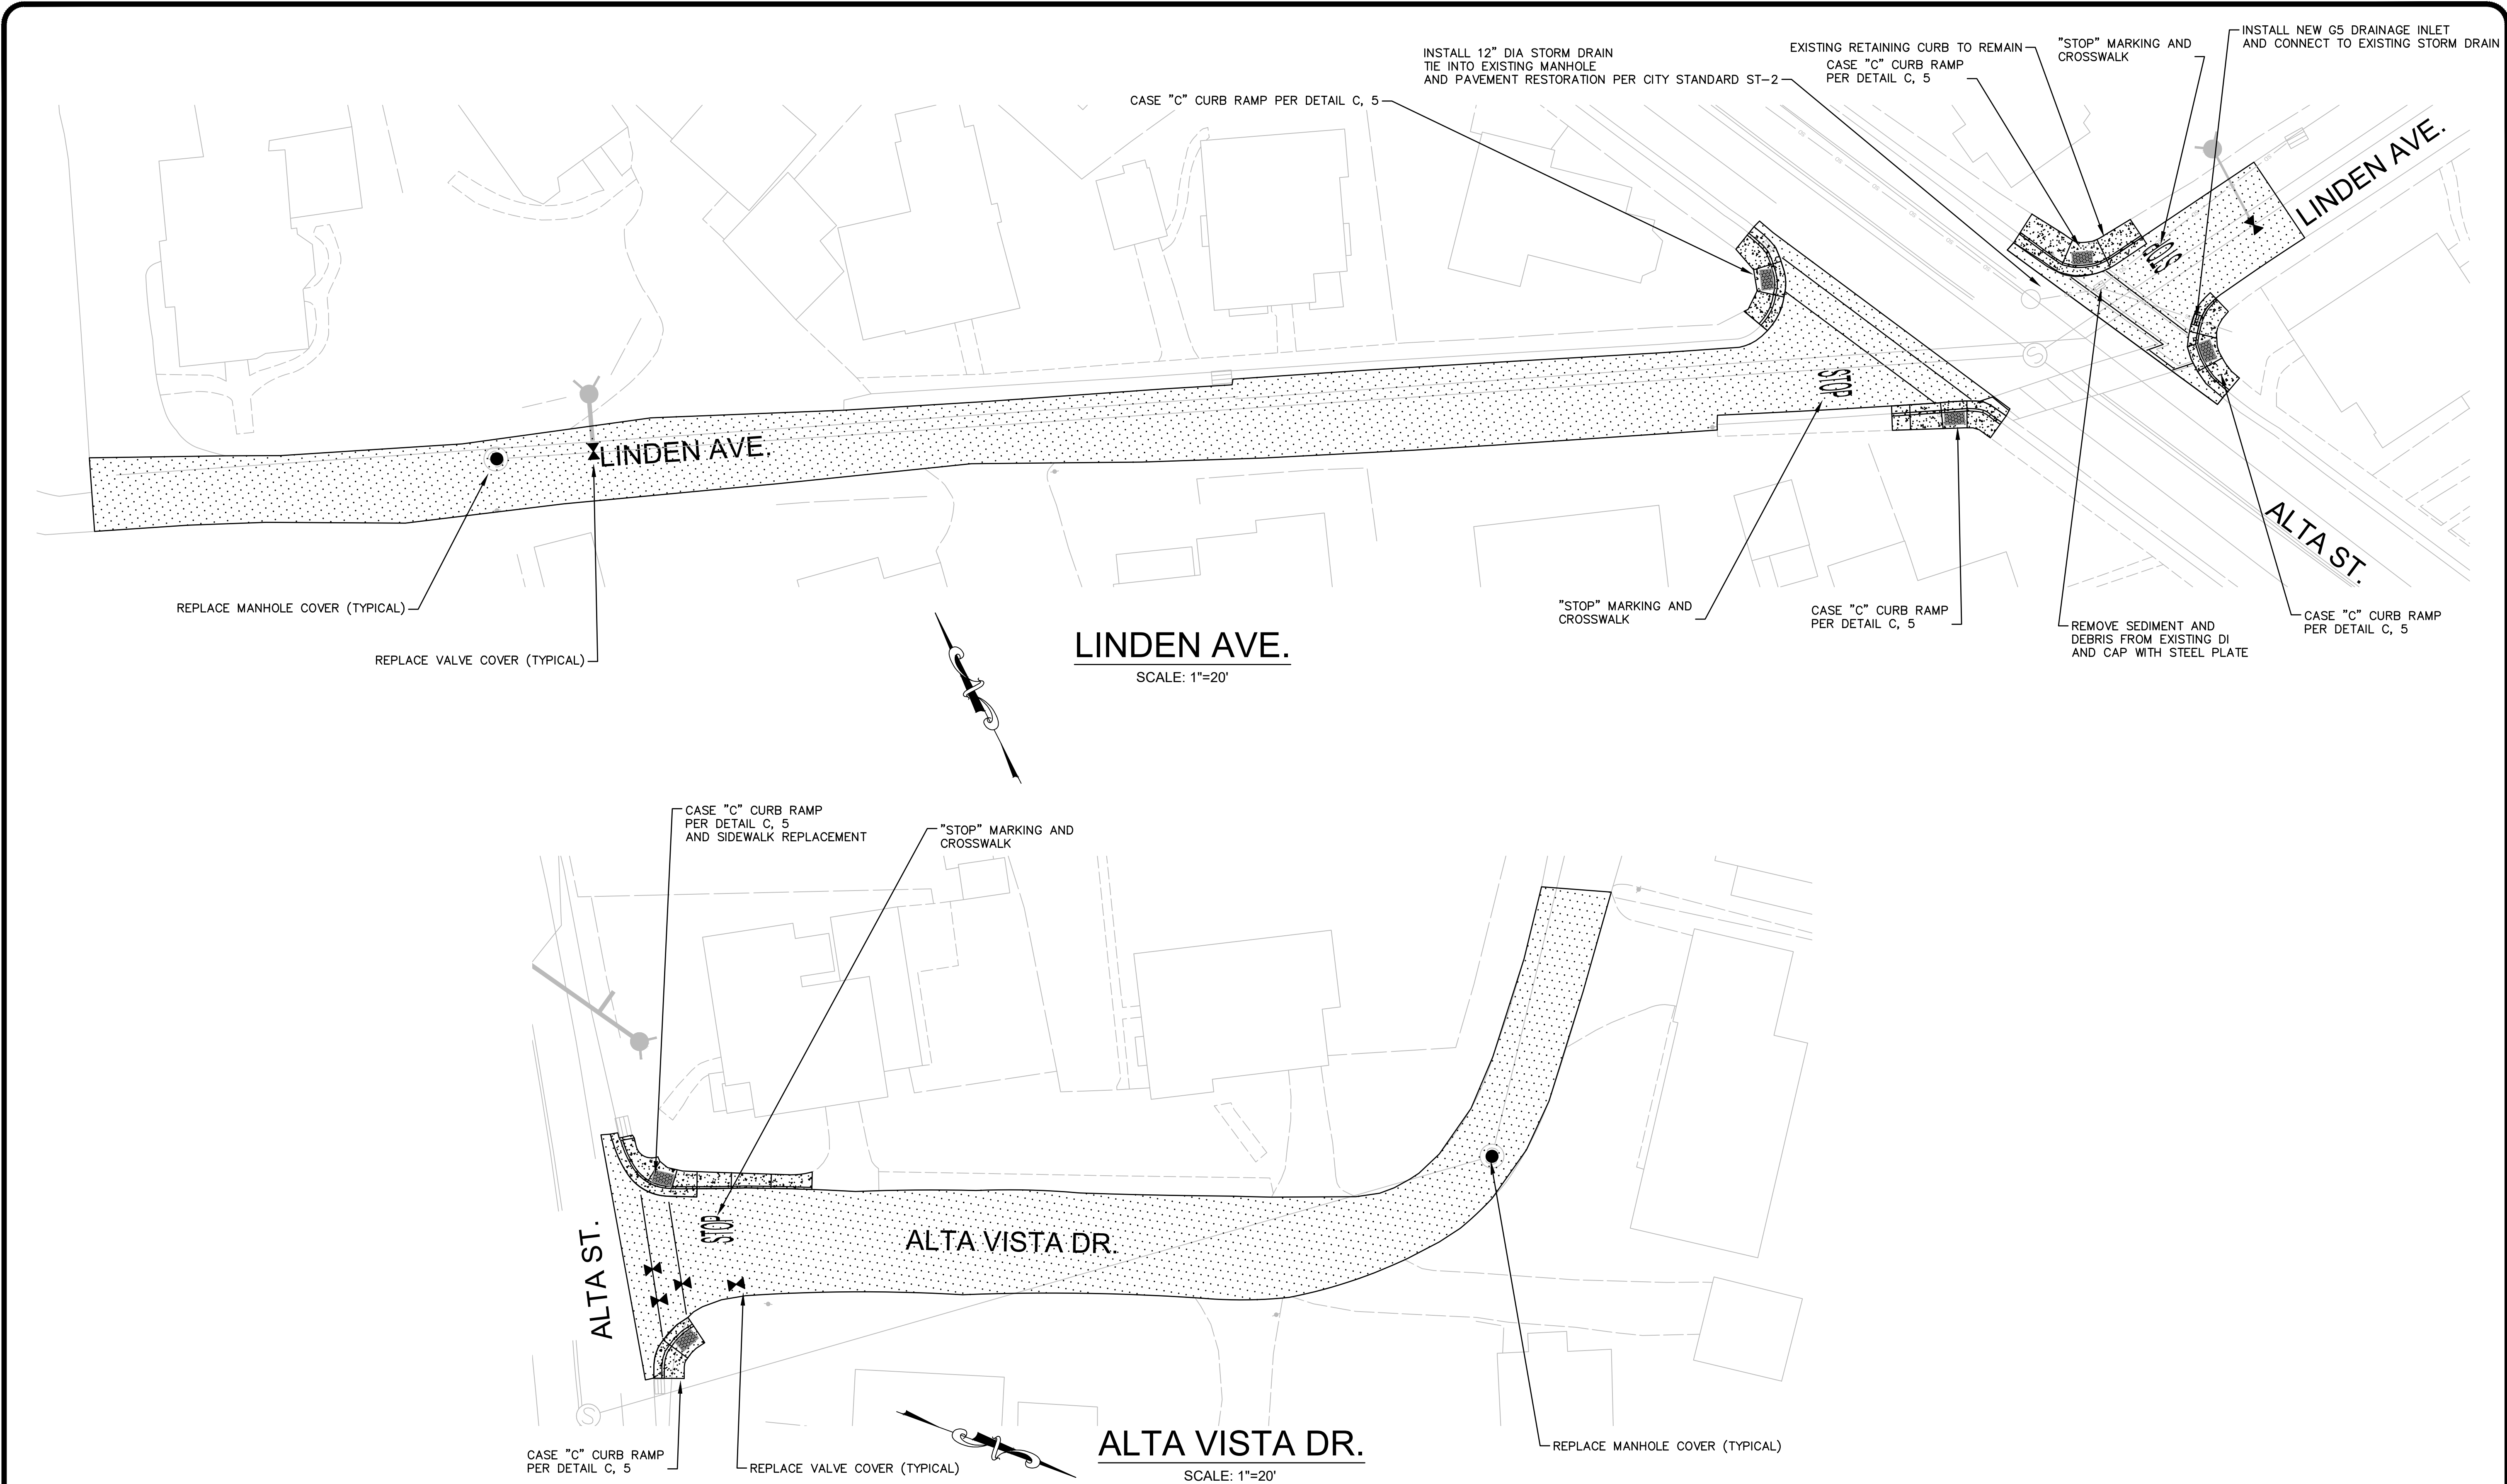 INSTALL 12" DIA STORM DRAIN
TIE INTO EXISTING MANHOLE
AND PAVEMENT RESTORATION PER CITY STANDARD ST-2
CASE "C" CURB RAMP PER DETAIL C, 5
EXISTING RETAINING CURB TO REMAIN
CASE "C" CURB RAMP
PER DETAIL C, 5
"STOP" MARKING AND
CROSSWALK
INSTALL NEW G5 DRAINAGE INLET
AND CONNECT TO EXISTING STORM DRAIN
LINDEN AVE.
STOP
STOP
LINDEN AVE.
S
ALTA ST.
REPLACE MANHOLE COVER (TYPICAL)
REPLACE VALVE COVER (TYPICAL)
"STOP" MARKING AND
CROSSWALK
CASE "C" CURB RAMP
PER DETAIL C, 5
REMOVE SEDIMENT AND
DEBRIS FROM EXISTING DI
AND CAP WITH STEEL PLATE
CASE "C" CURB RAMP
PER DETAIL C, 5
LINDEN AVE.
SCALE: 1"=20'
CASE "C" CURB RAMP
PER DETAIL C, 5
AND SIDEWALK REPLACEMENT
"STOP" MARKING AND
CROSSWALK
STOP
ALTA VISTA DR.
ALTA ST.
S
CASE "C" CURB RAMP
PER DETAIL C, 5
REPLACE VALVE COVER (TYPICAL)
REPLACE MANHOLE COVER (TYPICAL)
ALTA VISTA DR.
SCALE: 1"=20'